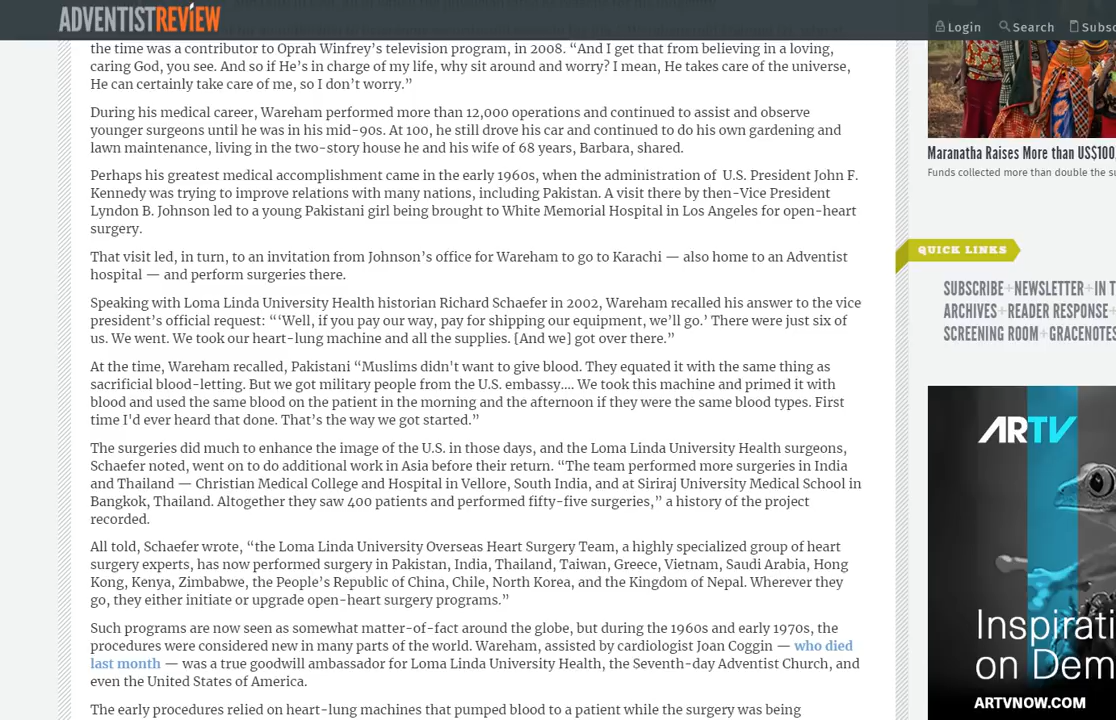 ADVENTISTREVIEW
Login
Search
the time was a contributor to Oprah Winfrey’s television program, in 2008. “And I get that from believing in a loving,
caring God, you see. And so if He’s in charge of my life, why sit around and worry? I mean, He takes care of the universe,
He can certainly take care of me, so I don’t worry.”
During his medical career, Wareham performed more than 12,000 operations and continued to assist and observe
younger surgeons until he was in his mid-90s. At 100, he still drove his car and continued to do his own gardening and
lawn maintenance, living in the two-story house he and his wife of 68 years, Barbara, shared.
Perhaps his greatest medical accomplishment came in the early 1960s, when the administration of U.S. President John F.
Kennedy was trying to improve relations with many nations, including Pakistan. A visit there by then-Vice President
Lyndon B. Johnson led to a young Pakistani girl being brought to White Memorial Hospital in Los Angeles for open-heart
surgery.
That visit led, in turn, to an invitation from Johnson’s office for Wareham to go to Karachi — also home to an Adventist
hospital — and perform surgeries there.
Speaking with Loma Linda University Health historian Richard Schaefer in 2002, Wareham recalled his answer to the vice
president’s official request: “‘Well, if you pay our way, pay for shipping our equipment, we’ll go.’ There were just six of
us. We went. We took our heart-lung machine and all the supplies. [And we] got over there.”
At the time, Wareham recalled, Pakistani “Muslims didn't want to give blood. They equated it with the same thing as
sacrificial blood-letting. But we got military people from the U.S. embassy.... We took this machine and primed it with
blood and used the same blood on the patient in the morning and the afternoon if they were the same blood types. First
time I'd ever heard that done. That’s the way we got started.”
The surgeries did much to enhance the image of the U.S. in those days, and the Loma Linda University Health surgeons,
Schaefer noted, went on to do additional work in Asia before their return. “The team performed more surgeries in India
and Thailand — Christian Medical College and Hospital in Vellore, South India, and at Siriraj University Medical School in
Bangkok, Thailand. Altogether they saw 400 patients and performed fifty-five surgeries,” a history of the project
recorded.
All told, Schaefer wrote, “the Loma Linda University Overseas Heart Surgery Team, a highly specialized group of heart
surgery experts, has now performed surgery in Pakistan, India, Thailand, Taiwan, Greece, Vietnam, Saudi Arabia, Hong
Kong, Kenya, Zimbabwe, the People’s Republic of China, Chile, North Korea, and the Kingdom of Nepal. Wherever they
go, they either initiate or upgrade open-heart surgery programs.”
Such programs are now seen as somewhat matter-of-fact around the globe, but during the 1960s and early 1970s, the
procedures were considered new in many parts of the world. Wareham, assisted by cardiologist Joan Coggin — who died
last month — was a true goodwill ambassador for Loma Linda University Health, the Seventh-day Adventist Church, and
even the United States of America.
The early procedures relied on heart-lung machines that pumped blood to a patient while the surgery was being
Maranatha Raises More than US$100,
Funds collected more than double the
QUICK LINKS
SUBSCRIBE+NEWSLETTER+IN T
ARCHIVES+READER RESPONSE+
SCREENING ROOM+GRACENOTES
ARTV
Inspirati
on Dem
ARTVNOW.COM